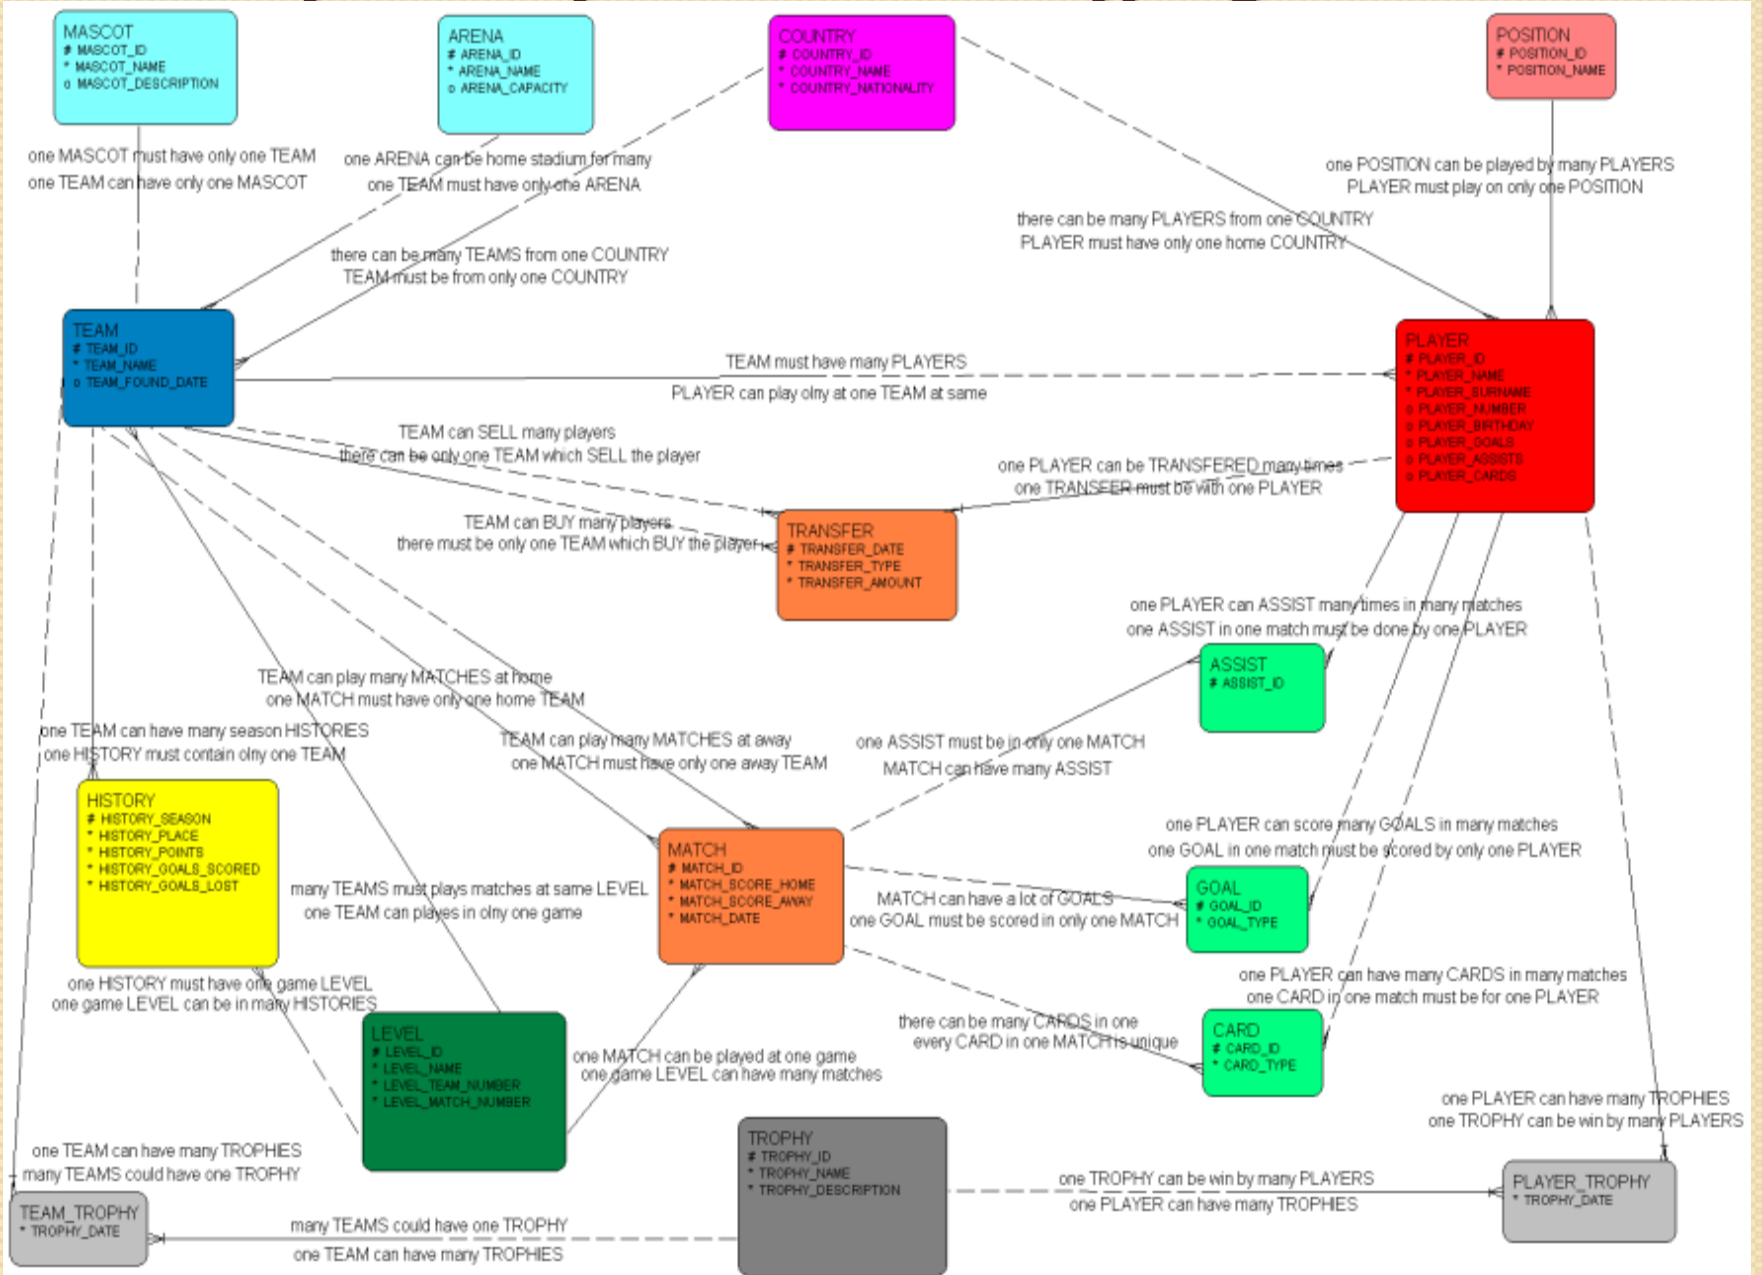 MASCOT
# MASCOT_ID
* MASCOT_NAME
o MASCOT_DESCRIPTION
ARENA
# ARENA_ID
* ARENA_NAME
o ARENA_CAPACITY
COUNTRY
# COUNTRY_ID
* COUNTRY_NAME
* COUNTRY_NATIONALITY
POSITION
# POSITION_ID
* POSITION_NAME
one MASCOT must have only one TEAM
one TEAM can have only one MASCOT
one ARENA can be home stadium for many
one TEAM must have only one ARENA
one POSITION can be played by many PLAYERS
PLAYER must play on only one POSITION
there can be many PLAYERS from one COUNTRY
PLAYER must have only one home COUNTRY
there can be many TEAMS from one COUNTRY
TEAM must be from only one COUNTRY
TEAM
# TEAM_ID
* TEAM_NAME
o TEAM_FOUND_DATE
TEAM must have many PLAYERS
PLAYER can play olny at one TEAM at same
PLAYER
# PLAYER_ID
* PLAYER_NAME
* PLAYER_SURNAME
o PLAYER_NUMBER
o PLAYER_BIRTHDAY
o PLAYER_GOALS
o PLAYER_ASSISTS
o PLAYER_CARDS
TEAM can SELL many players
there can be only one TEAM which SELL the player
one PLAYER can be TRANSFERED many times
one TRANSFER must be with one PLAYER
TEAM can BUY many players
there must be only one TEAM which BUY the player
TRANSFER
# TRANSFER_DATE
* TRANSFER_TYPE
* TRANSFER_AMOUNT
one PLAYER can ASSIST many times in many matches
one ASSIST in one match must be done by one PLAYER
ASSIST
# ASSIST_ID
TEAM can play many MATCHES at home
one MATCH must have only one home TEAM
one TEAM can have many season HISTORIES
one HISTORY must contain olny one TEAM
TEAM can play many MATCHES at away
one MATCH must have only one away TEAM
one ASSIST must be in only one MATCH
MATCH can have many ASSIST
HISTORY
# HISTORY_SEASON
* HISTORY_PLACE
* HISTORY_POINTS
* HISTORY_GOALS_SCORED
* HISTORY_GOALS_LOST
many TEAMS must plays matches at same LEVEL
one TEAM can playes in olny one game
MATCH
# MATCH_ID
* MATCH_SCORE_HOME
* MATCH_SCORE_AWAY
* MATCH_DATE
one PLAYER can score many GOALS in many matches
one GOAL in one match must be scored by only one PLAYER
MATCH can have a lot of GOALS
one GOAL must be scored in only one MATCH
GOAL
# GOAL_ID
* GOAL_TYPE
one HISTORY must have one game LEVEL
one game LEVEL can be in many HISTORIES
one PLAYER can have many CARDS in many matches
one CARD in one match must be for one PLAYER
there can be many CARDS in one
every CARD in one MATCH is unique
CARD
# CARD_ID
* CARD_TYPE
LEVEL
# LEVEL_ID
* LEVEL_NAME
* LEVEL_TEAM_NUMBER
* LEVEL_MATCH_NUMBER
one MATCH can be played at one game
one game LEVEL can have many matches
one PLAYER can have many TROPHIES
one TROPHY can be win by many PLAYERS
one TEAM can have many TROPHIES
many TEAMS could have one TROPHY
TROPHY
# TROPHY_ID
* TROPHY_NAME
* TROPHY_DESCRIPTION
one TROPHY can be win by many PLAYERS
one PLAYER can have many TROPHIES
PLAYER_TROPHY
* TROPHY_DATE
TEAM_TROPHY
* TROPHY_DATE
many TEAMS could have one TROPHY
one TEAM can have many TROPHIES